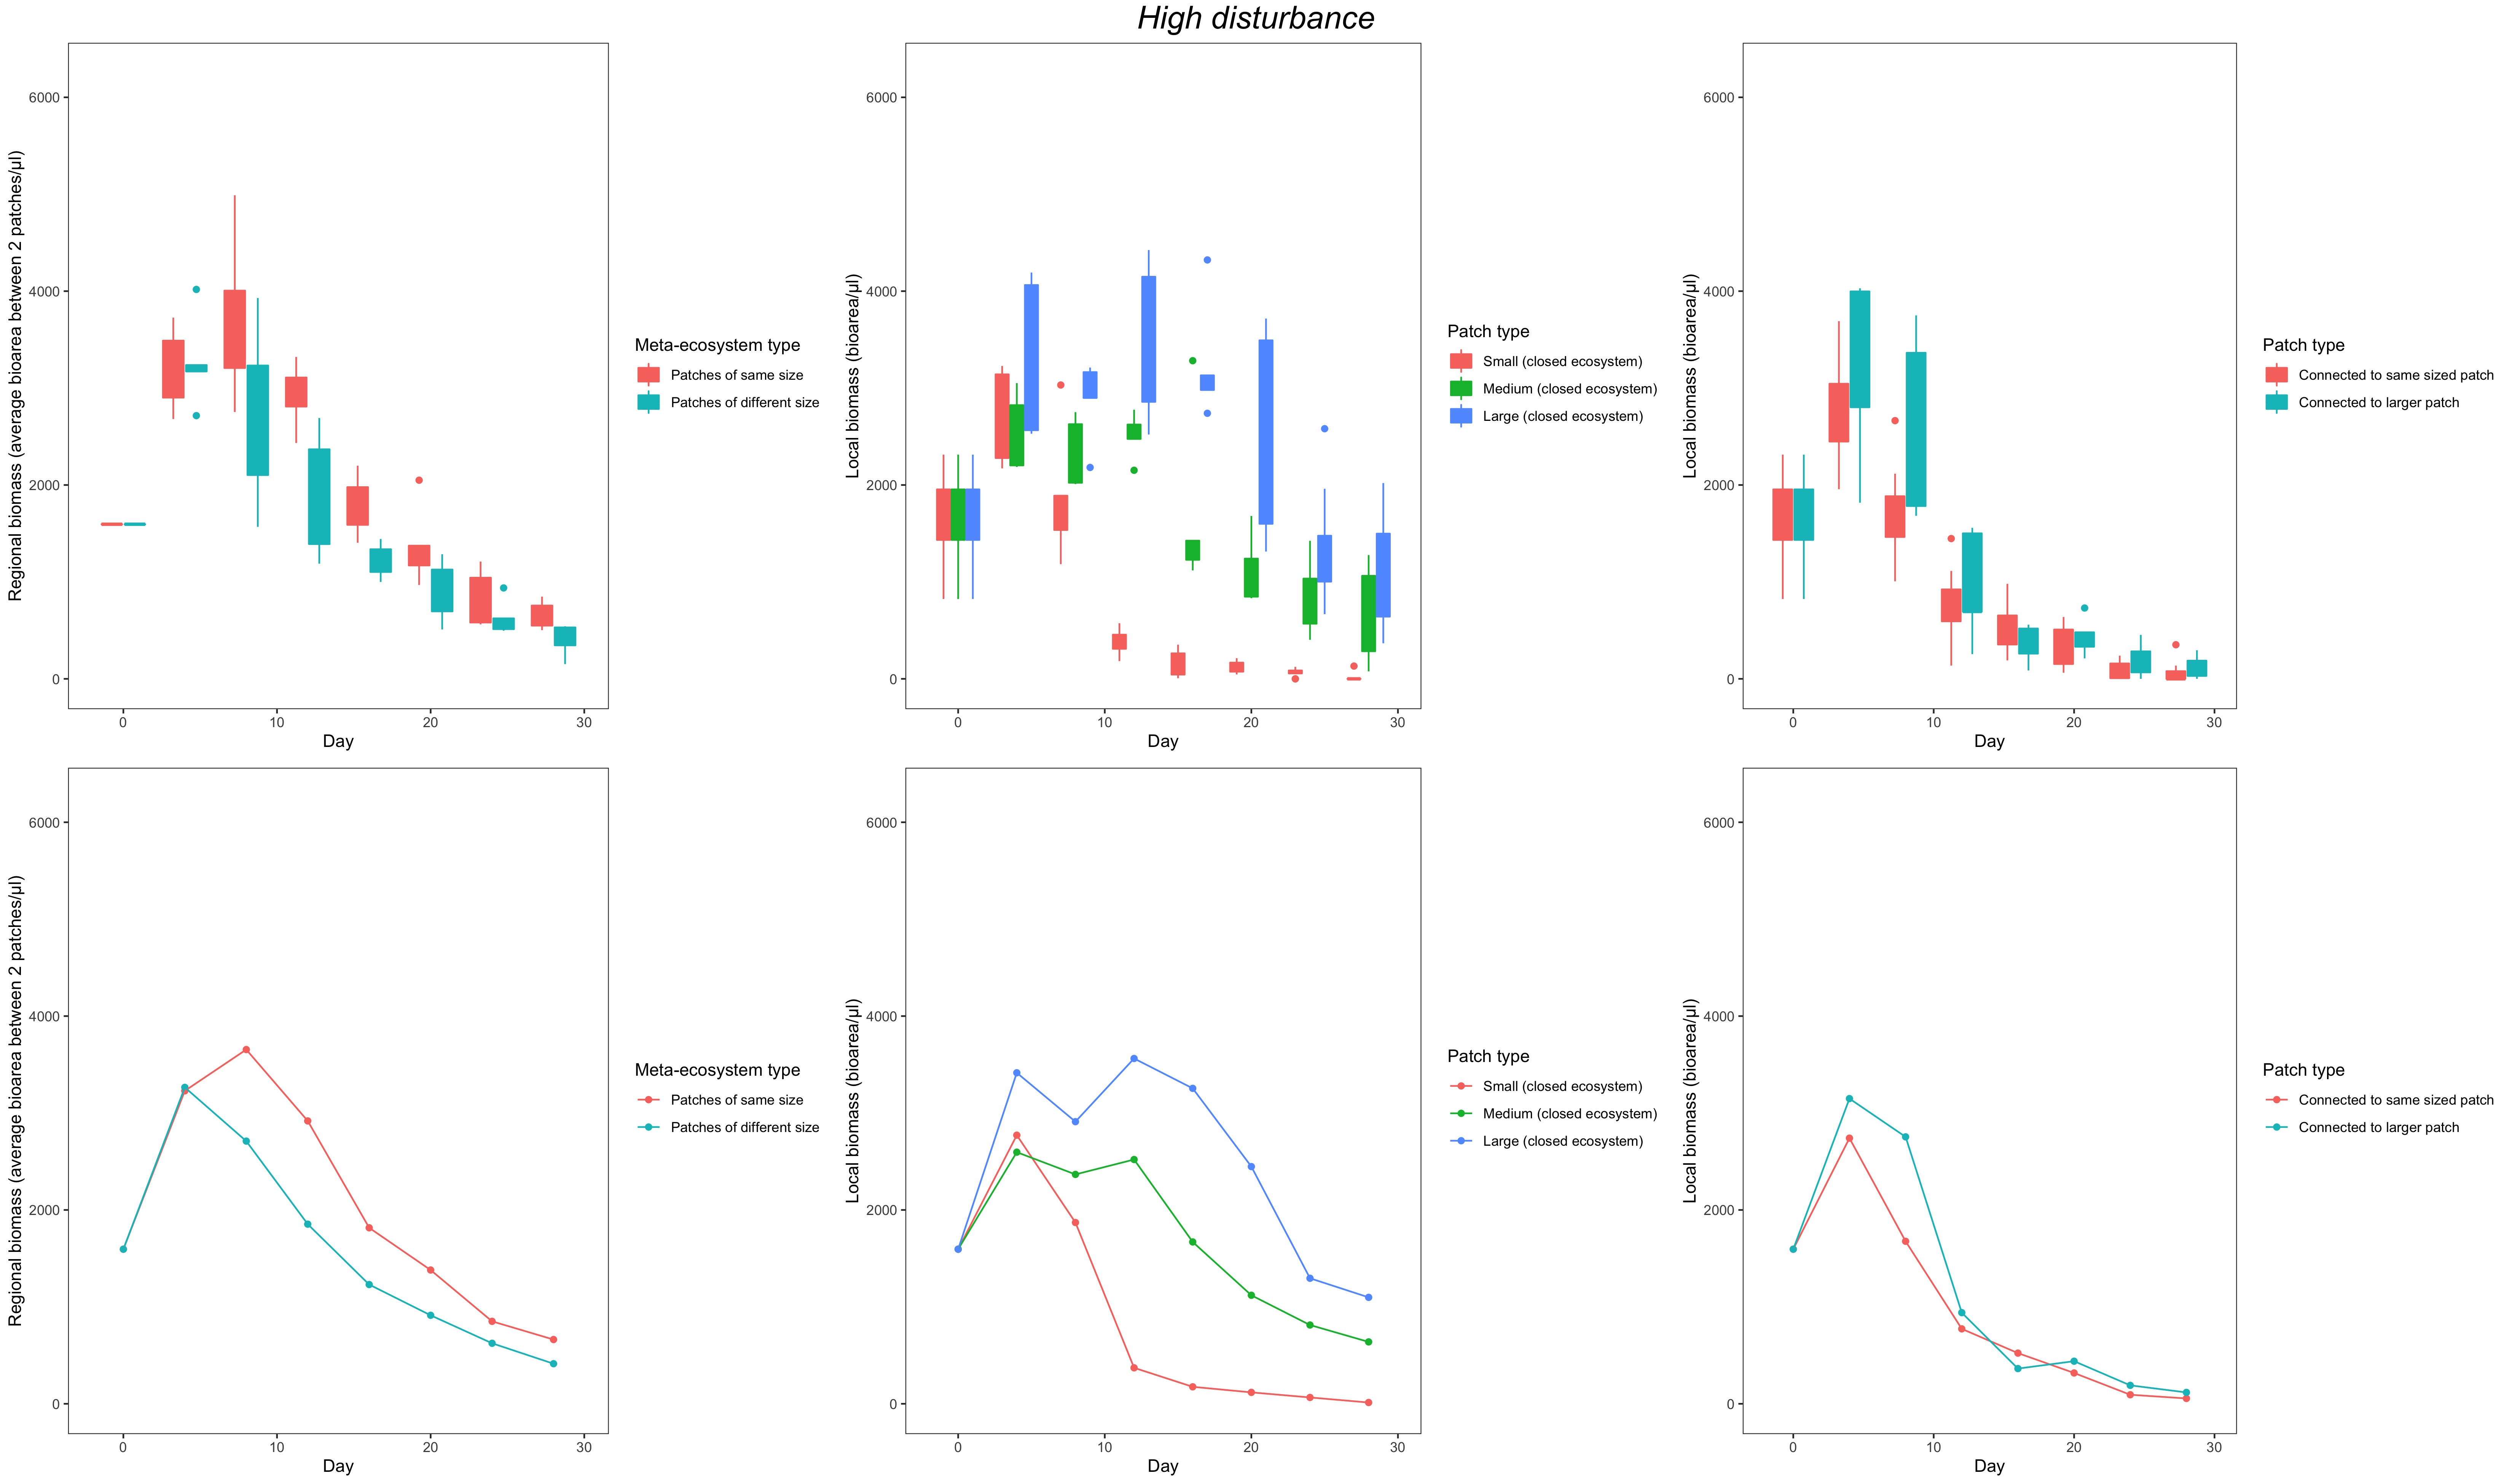 High disturbance
Regional biomass (average bioarea between 2 patches/µl)
6000
4000
2000
0
0 10 20 30
Day
Meta-ecosystem type
Patches of same size
Patches of different size
Local biomass (bioarea/µl)
6000
4000
2000
0
0 10 20 30
Day
Patch type
Small (closed ecosystem)
Medium (closed ecosystem)
Large (closed ecosystem)
Local biomass (bioarea/µl)
6000
4000
2000
0
0 10 20 30
Day
Patch type
Connected to same sized patch
Connected to larger patch
Regional biomass (average bioarea between 2 patches/µl)
6000
4000
2000
0
0 10 20 30
Day
Meta-ecosystem type
Patches of same size
Patches of different size
Local biomass (bioarea/µl)
6000
4000
2000
0
0 10 20 30
Day
Patch type
Small (closed ecosystem)
Medium (closed ecosystem)
Large (closed ecosystem)
Local biomass (bioarea/µl)
6000
4000
2000
0
0 10 20 30
Day
Patch type
Connected to same sized patch
Connected to larger patch